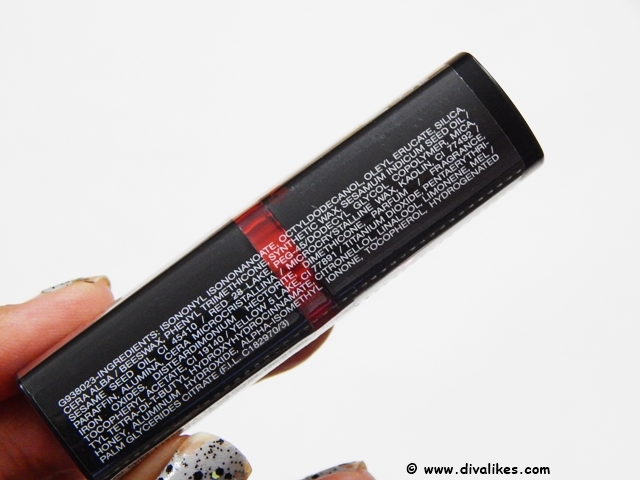 G938023-INGREDIENTS: ISONONYL ISONONANOATE, OCTYLDODECANOL, OLEYL ERUCATE, SILICA,
CERA ALBA / BEESWAX, PHENYL TRIMETHICONE, SYNTHETIC WAX, SESAMUM INDICUM SEED OIL /
SESAME SEED OIL, CI 45410 / RED 28 LAKE, PEG-45/DODECYL GLYCOL COPOLYMER, MICA,
PARAFFIN, ALUMINA, CERA MICROCRISTALLINA / MICROCRYSTALLINE WAX, KAOLIN, CI 77492 /
IRON OXIDES, DISTEARDIMONIUM HECTORITE, DIMETHICONE, PARFUM / FRAGRANCE,
TOCOPHERYL ACETATE, CI 19140 / YELLOW 5 LAKE, CI 77891 / TITANIUM DIOXIDE, PENTAERYTHRI-
TYL TETRA-DI-T-BUTYL HYDROXYHYDROCINNAMATE, CITRONELLOL, LINALOOL, LIMONENE, MEL /
HONEY, ALUMINUM HYDROXIDE, ALPHA-ISOMETHYL IONONE, TOCOPHEROL, HYDROGENATED
PALM GLYCERIDES CITRATE (F.I.L. C182970/3)
© www.divalikes.com